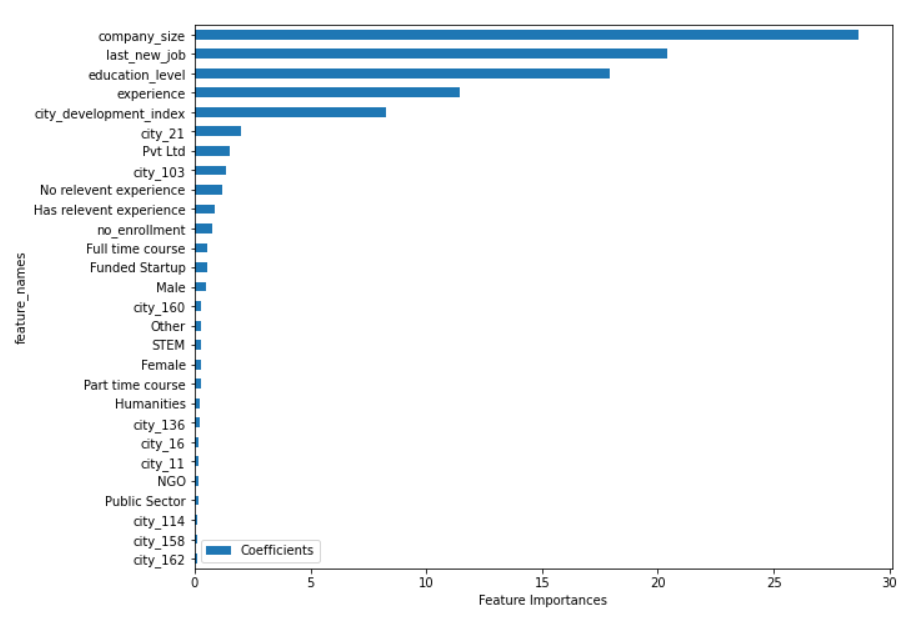 company_size
last_new_job
education_level
experience
city_development_index
city_21
Pvt Ltd
city_103
No relevent experience
Has relevent experience
no_enrollment
Full time course
Funded Startup
Male
city_160
Other
STEM
Female
Part time course
Humanities
city_136
city_16
city_11
NGO
Public Sector
city_114
city_158
city_162
feature_names
Coefficients
0 5 10 15 20 25 30
Feature Importances